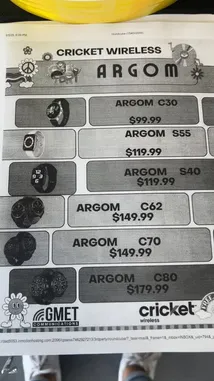 CRICKET WIRELESS
ARGOM
ARGOM C30
$99.99
ARGOM S55
$119.99
ARGOM S40
$119.99
ARGOM C62
$149.99
ARGOM C70
$149.99
ARGOM C80
$179.99
GMET
COMMUNICATIONS
cricket
wireless